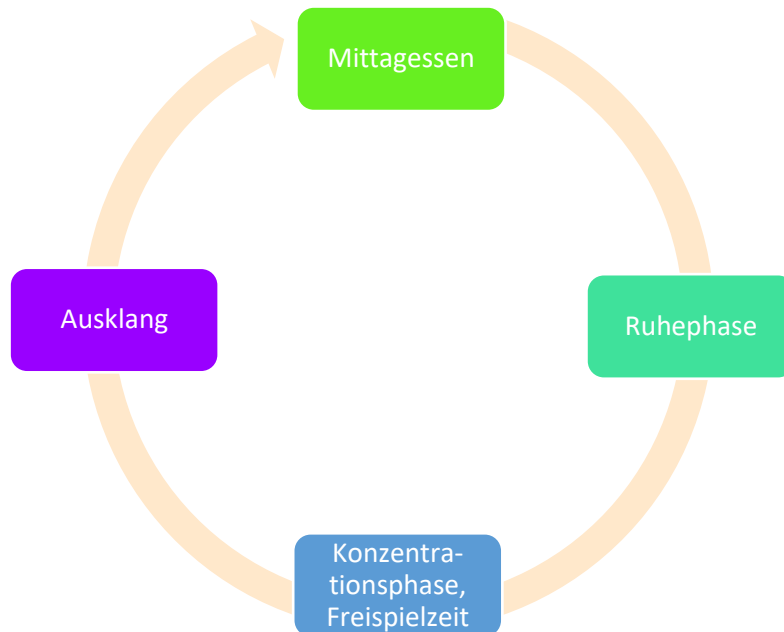 Mittagessen
Ruhephase
Konzentra-
tionsphase,
Freispielzeit
Ausklang